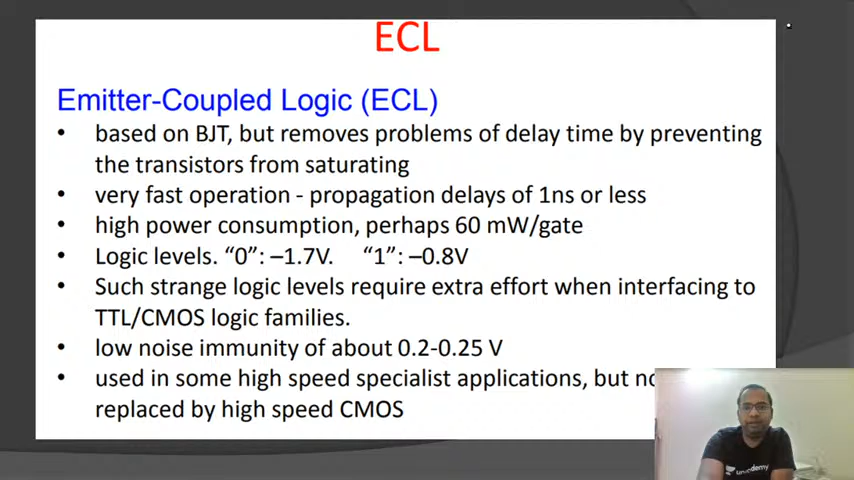 ECL
Emitter-Coupled Logic (ECL)
• based on BJT, but removes problems of delay time by preventing
the transistors from saturating
• very fast operation - propagation delays of 1ns or less
• high power consumption, perhaps 60 mW/gate
• Logic levels. “0”: –1.7V. “1”: –0.8V
• Such strange logic levels require extra effort when interfacing to
TTL/CMOS logic families.
• low noise immunity of about 0.2-0.25 V
• used in some high speed specialist applications, but
replaced by high speed CMOS